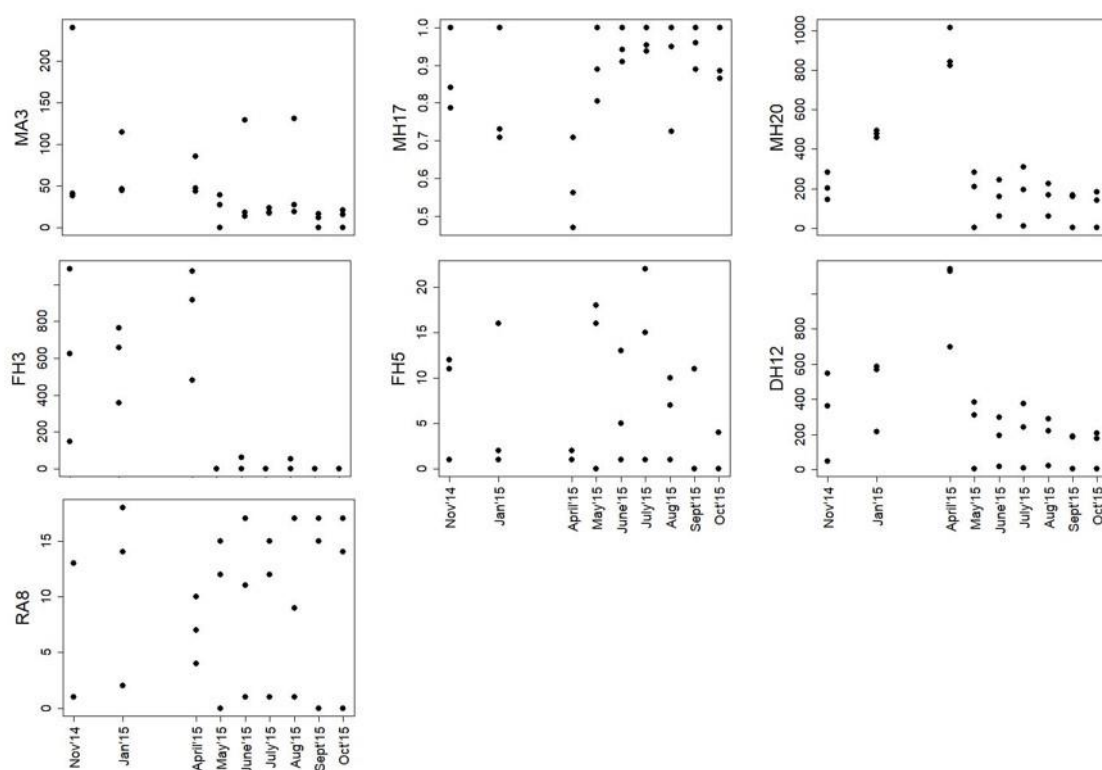 MA3
200
150
100
50
0
MH17
1.0
0.9
0.8
0.7
0.6
0.5
MH20
1000
800
600
400
200
0
FH3
800
600
400
200
0
FH5
20
15
10
5
0
Nov'14
Jan'15
April'15
May'15
June'15
July'15
Aug'15
Sept'15
Oct'15
DH12
800
600
400
200
0
Nov'14
Jan'15
April'15
May'15
June'15
July'15
Aug'15
Sept'15
Oct'15
RA8
15
10
5
0
Nov'14
Jan'15
April'15
May'15
June'15
July'15
Aug'15
Sept'15
Oct'15